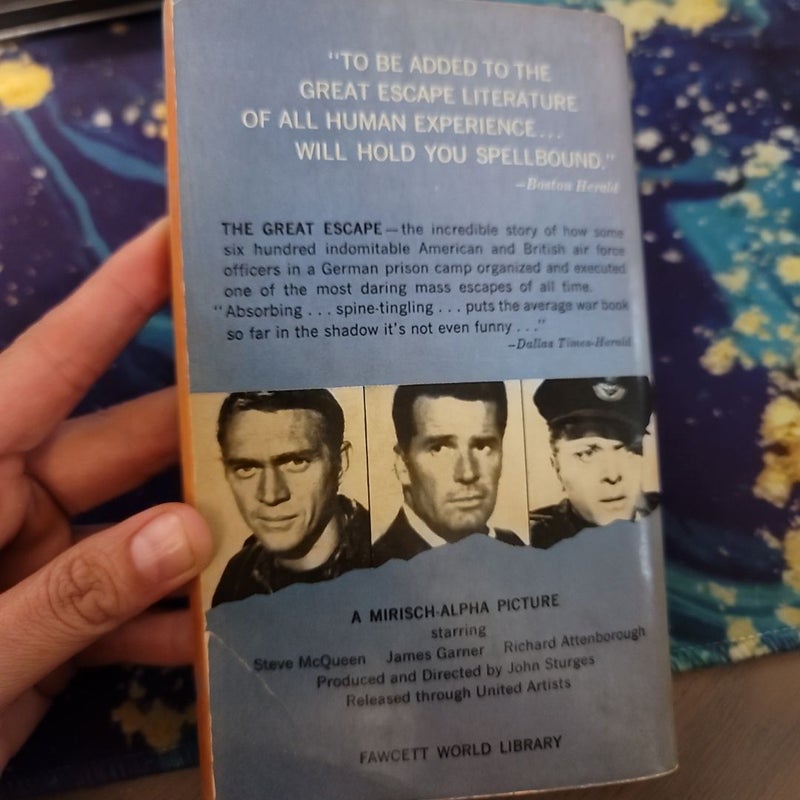 "TO BE ADDED TO THE
GREAT ESCAPE LITERATURE
OF ALL HUMAN EXPERIENCE...
WILL HOLD YOU SPELLBOUND."
—Boston Herald
THE GREAT ESCAPE—the incredible story of how some
six hundred indomitable American and British air force
officers in a German prison camp organized and executed
one of the most daring mass escapes of all time.
"Absorbing . . . spine-tingling . . . puts the average war book
so far in the shadow it's not even funny . . ."
—Dallas Times-Herald
A MIRISCH-ALPHA PICTURE
starring
Steve McQueen James Garner Richard Attenborough
Produced and Directed by John Sturges
Released through United Artists
FAWCETT WORLD LIBRARY